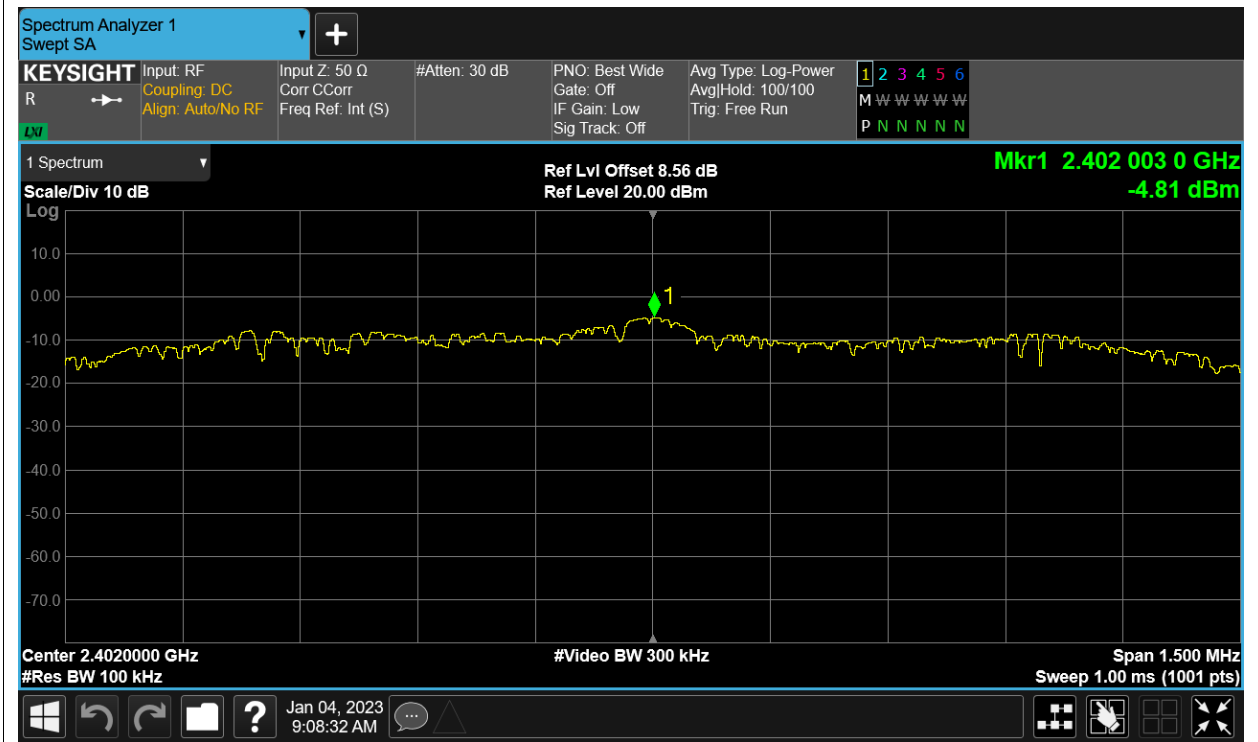 Spectrum Analyzer 1
Swept SA
KEYSIGHT
R
LXI
Input: RF
Coupling: DC
Align: Auto/No RF
Input Z: 50 Ω
Corr CCorr
Freq Ref: Int (S)
#Atten: 30 dB
PNO: Best Wide
Gate: Off
IF Gain: Low
Sig Track: Off
Avg Type: Log-Power
Avg|Hold: 100/100
Trig: Free Run
1 2 3 4 5 6
M W W W W W
P N N N N N
1 Spectrum
Scale/Div 10 dB
Log
Ref Lvl Offset 8.56 dB
Ref Level 20.00 dBm
Mkr1 2.402 003 0 GHz
-4.81 dBm
10.0
0.00
1
-10.0
-20.0
-30.0
-40.0
-50.0
-60.0
-70.0
Center 2.4020000 GHz
#Res BW 100 kHz
#Video BW 300 kHz
Span 1.500 MHz
Sweep 1.00 ms (1001 pts)
?
Jan 04, 2023
9:08:32 AM